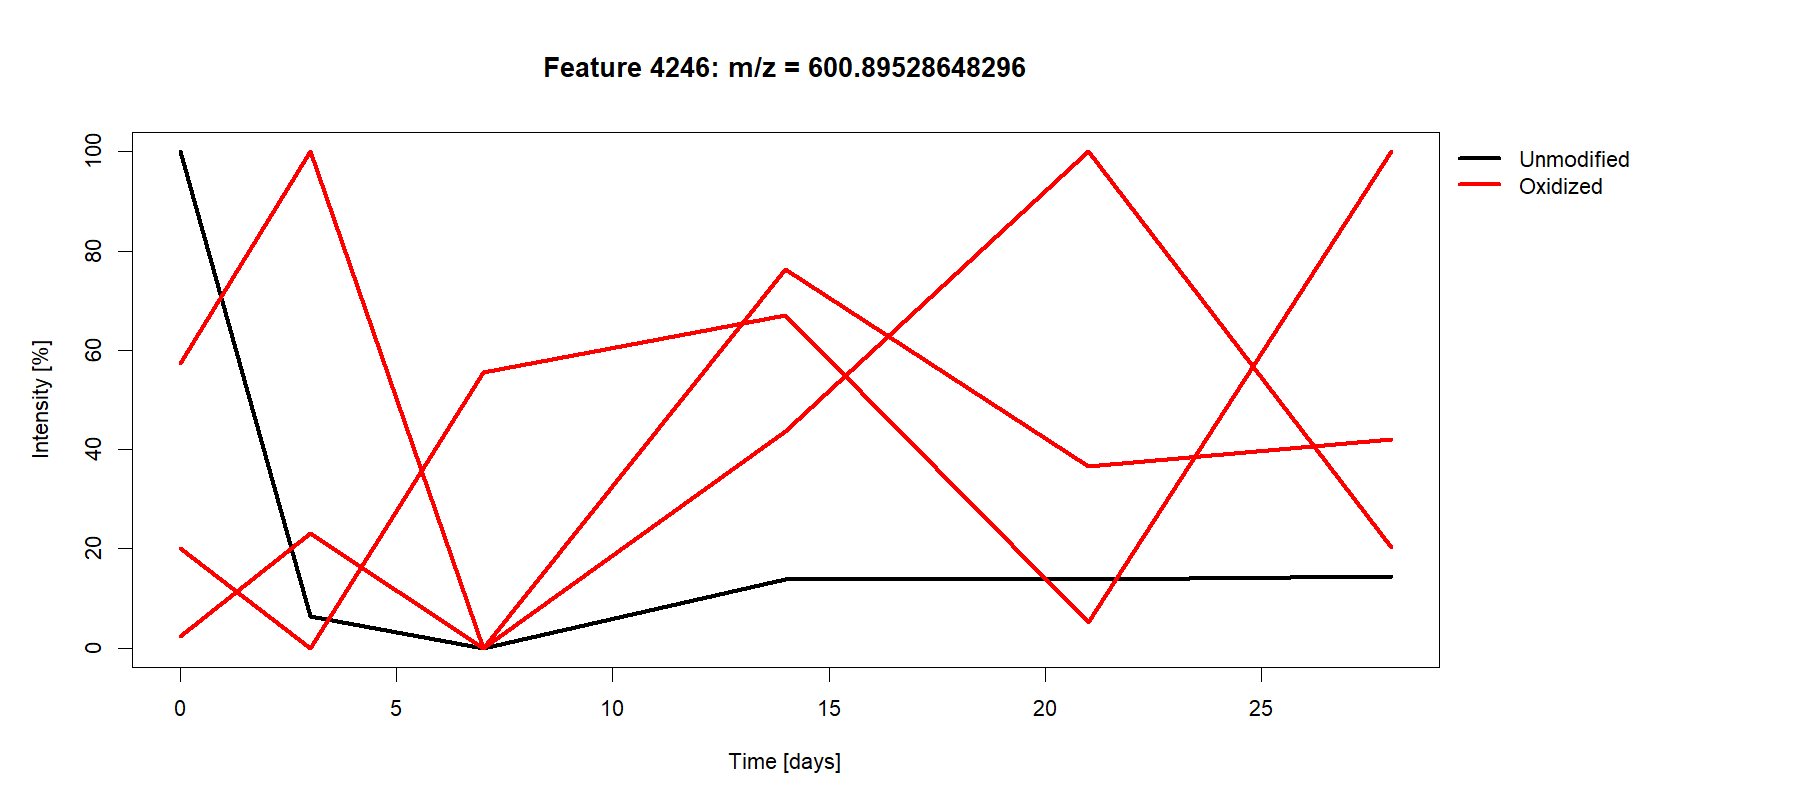 Feature 4246: m/z = 600.89528648296
Unmodified
Oxidized
Intensity [%]
100
80
60
40
20
0
0 5 10 15 20 25
Time [days]